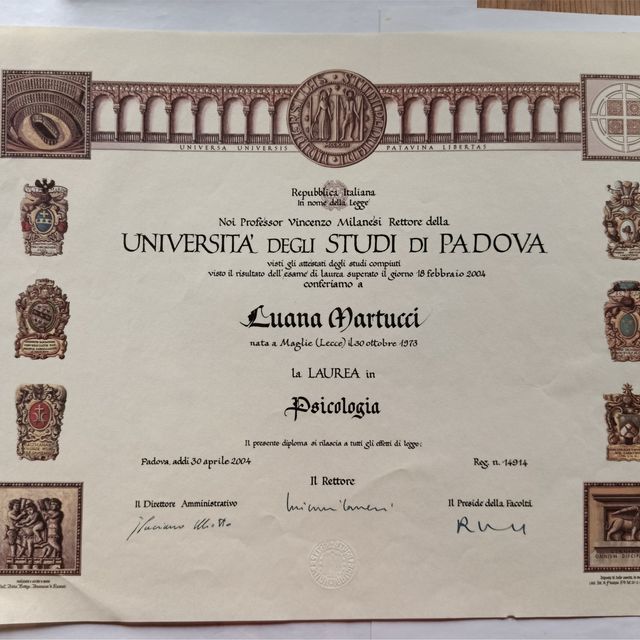 UNIVERSA UNIVERSIS PATAVINA LIBERTAS
Repubblica Italiana
In nome della Legge
Noi Professor Vincenzo Milanesi Rettore della
UNIVERSITA' DEGLI STUDI DI PADOVA
visti gli attestati degli studi compiuti
visto il risultato dell'esame di laurea superato il giorno 18 febbraio 2004
conferiamo a
Luana Martucci
nata a Maglie (Lecce) il 30 ottobre 1973
la LAUREA in
Psicologia
Il presente diploma si rilascia a tutti gli effetti di legge.
Padova, addì 30 aprile 2004
Reg. n. 14914
Il Rettore
Il Direttore Amministrativo
Il Preside della Facoltà